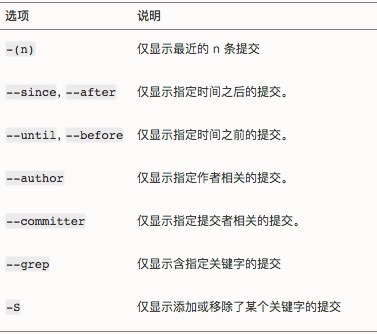 选项 说明
-(n) 仅显示最近的 n 条提交
--since, --after 仅显示指定时间之后的提交。
--until, --before 仅显示指定时间之前的提交。
--author 仅显示指定作者相关的提交。
--committer 仅显示指定提交者相关的提交。
--grep 仅显示含指定关键字的提交
-S 仅显示添加或移除了某个关键字的提交